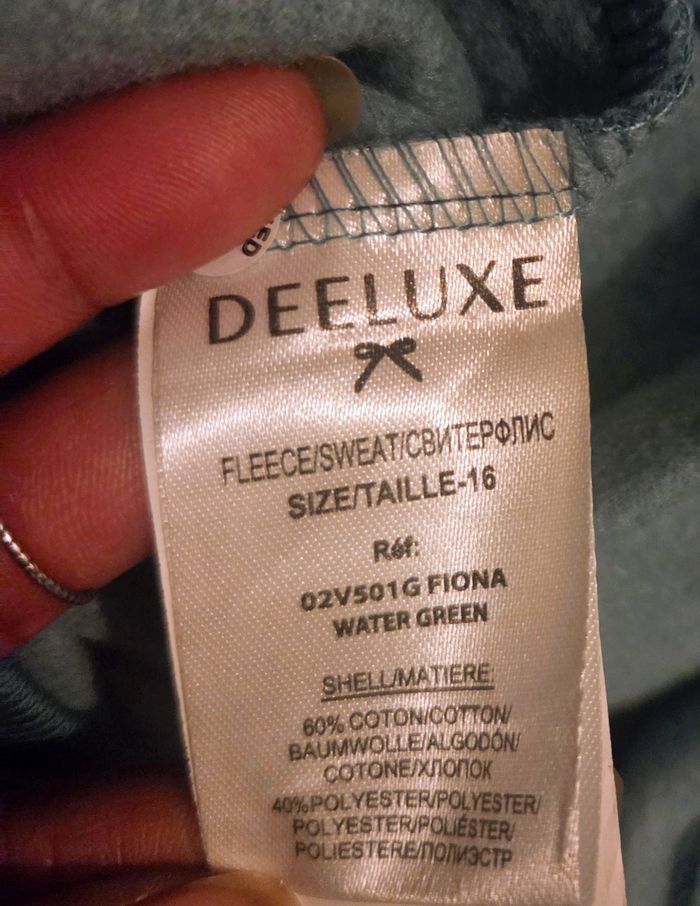 DEELUXE
FLEECE/SWEAT/СВИТЕРФЛИС
SIZE/TAILLE-16
Réf:
02V501G FIONA
WATER GREEN
SHELL/MATIERE
60% COTON/COTTON/
BAUMWOLLE/ALGODÓN/
COTONE/ХЛОПОК
40%POLYESTER/POLYESTER/
POLYESTER/POLIÉSTER/
POLIESTERE/ПОЛИЭСТР